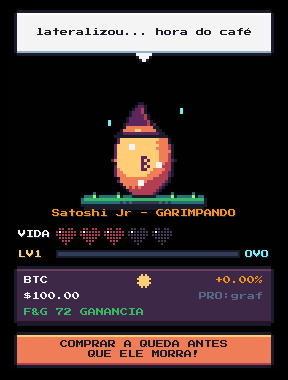 lateralizou... hora do café
Satoshi Jr - GARIMPANDO
VIDA
LV1 OVO
BTC +0.00%
$100.00 PRO:graf
F&G 72 GANANCIA
COMPRAR A QUEDA ANTES
QUE ELE MORRA!